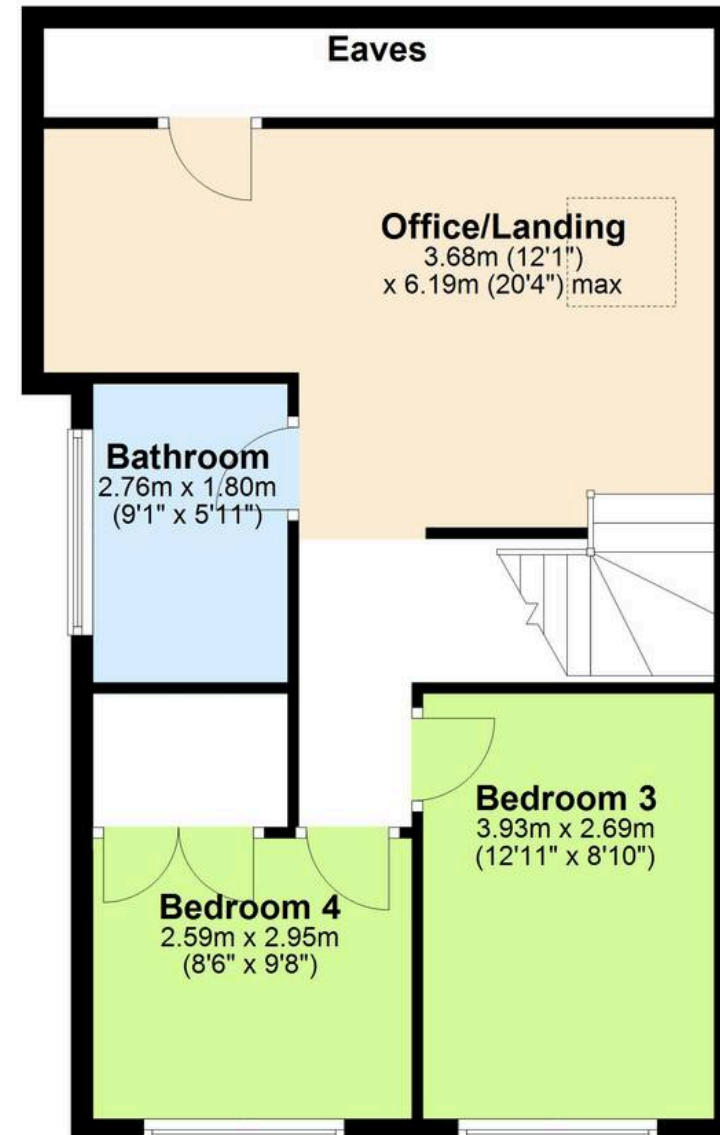 Eaves
Office/Landing
3.68m (12'1")
x 6.19m (20'4") max
Bathroom
2.76m x 1.80m
(9'1" x 5'11")
Bedroom 3
3.93m x 2.69m
(12'11" x 8'10")
Bedroom 4
2.59m x 2.95m
(8'6" x 9'8")